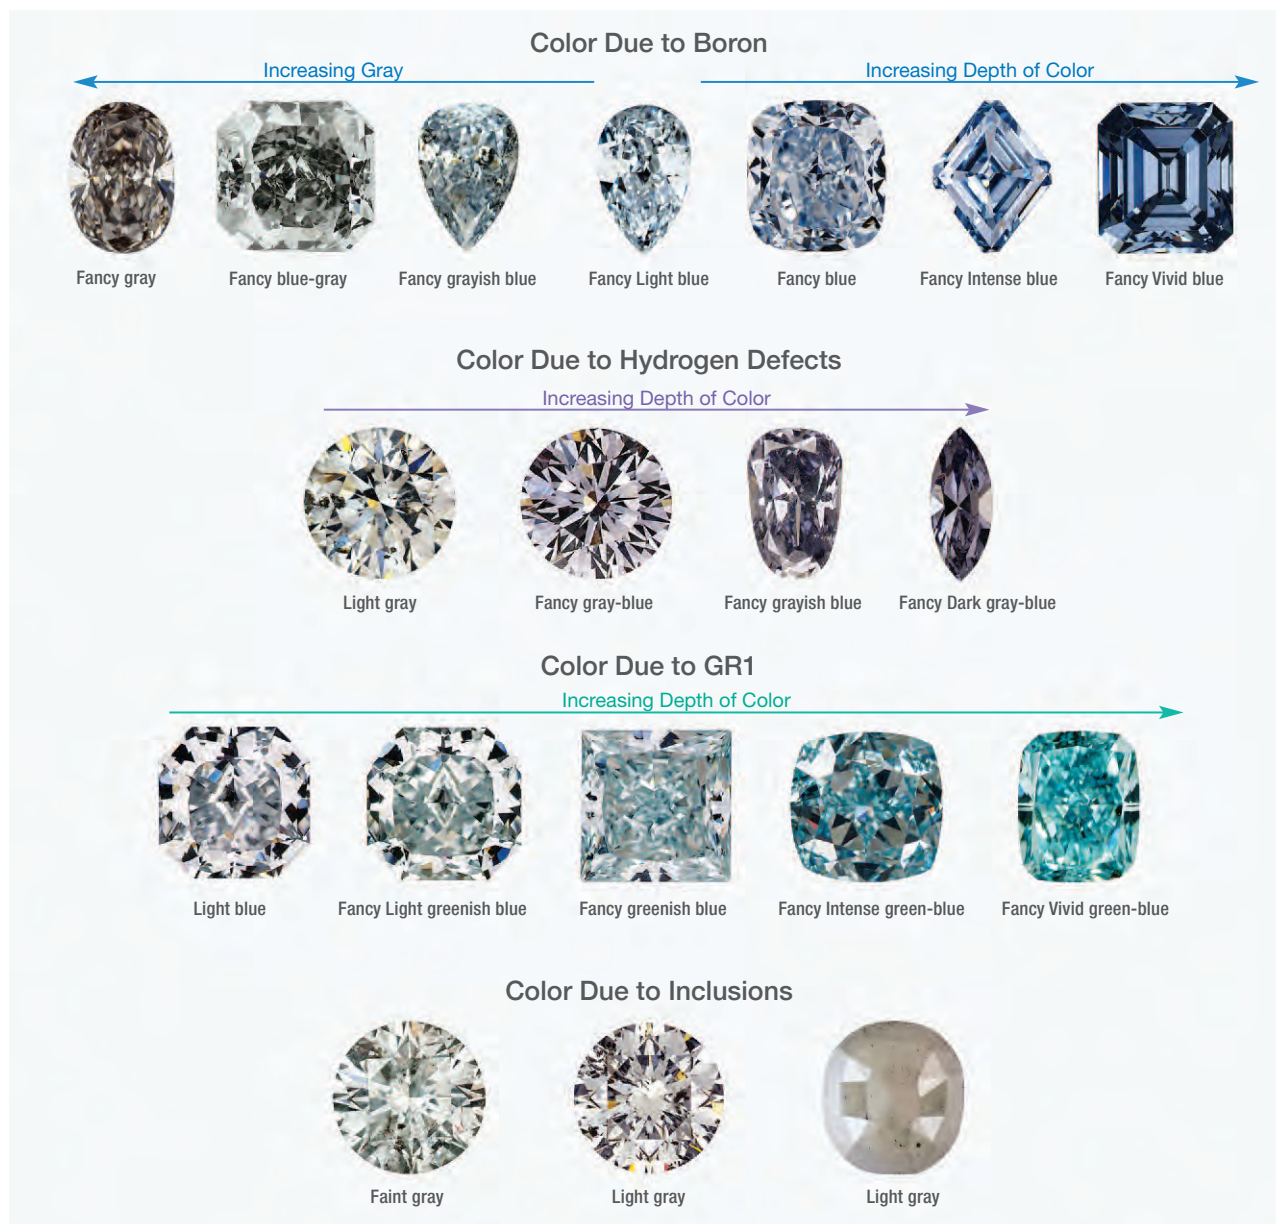 Color Due to Boron
Increasing Gray
Increasing Depth of Color
Fancy gray
Fancy blue-gray
Fancy grayish blue
Fancy Light blue
Fancy blue
Fancy Intense blue
Fancy Vivid blue
Color Due to Hydrogen Defects
Increasing Depth of Color
Light gray
Fancy gray-blue
Fancy grayish blue
Fancy Dark gray-blue
Color Due to GR1
Increasing Depth of Color
Light blue
Fancy Light greenish blue
Fancy greenish blue
Fancy Intense green-blue
Fancy Vivid green-blue
Color Due to Inclusions
Faint gray
Light gray
Light gray